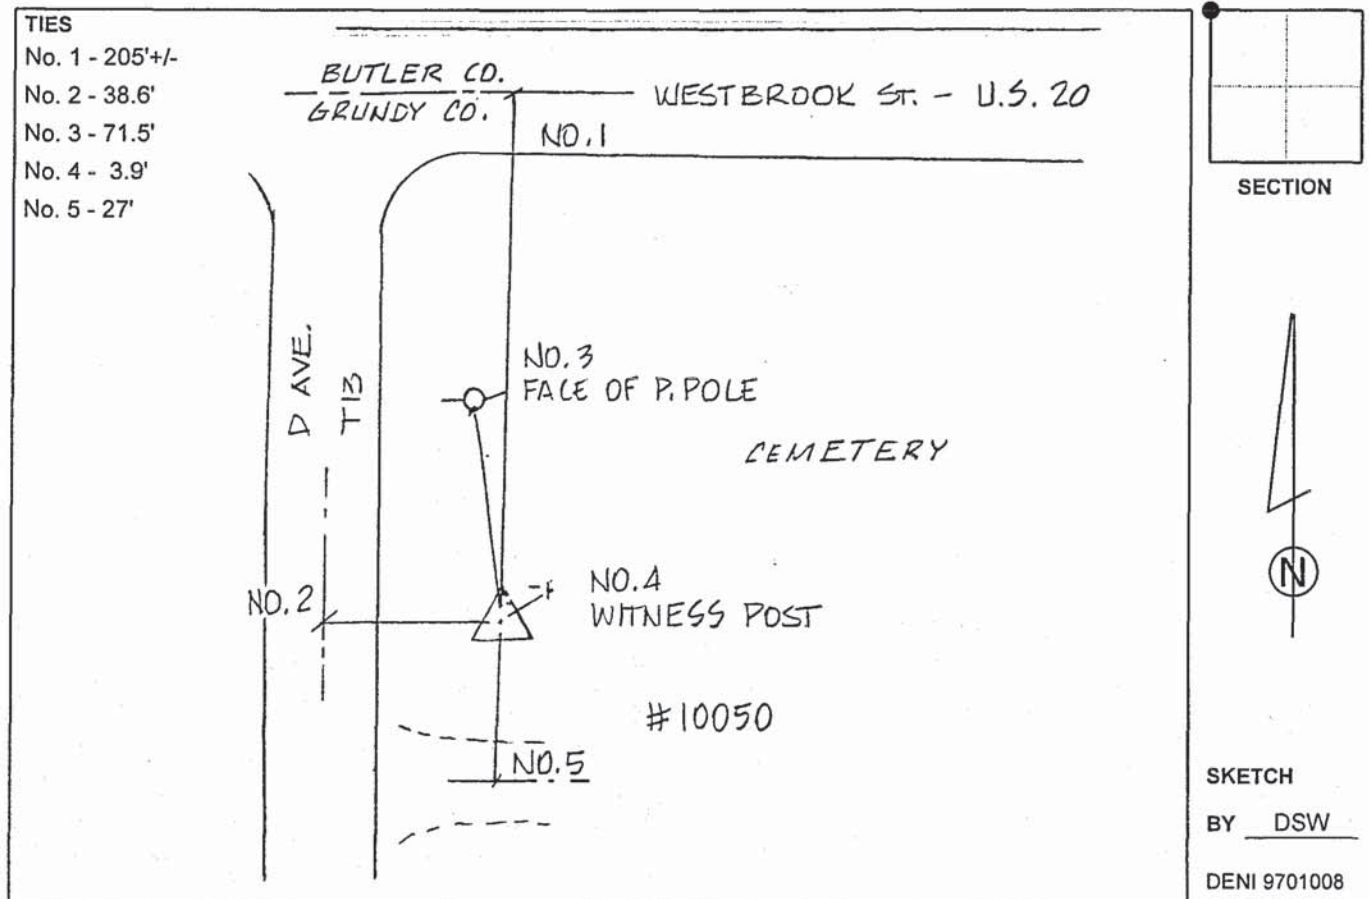 TIES
No. 1 - 205'+/-
No. 2 - 38.6'
No. 3 - 71.5'
No. 4 - 3.9'
No. 5 - 27'
BUTLER CO.
GRUNDY CO.
WESTBROOK ST. - U.S. 20
NO.1
D AVE.
T13
NO.3
FACE OF P.POLE
CEMETERY
NO.2
NO.4
WITNESS POST
#10050
NO.5
SECTION
N
SKETCH
BY DSW
DENI 9701008